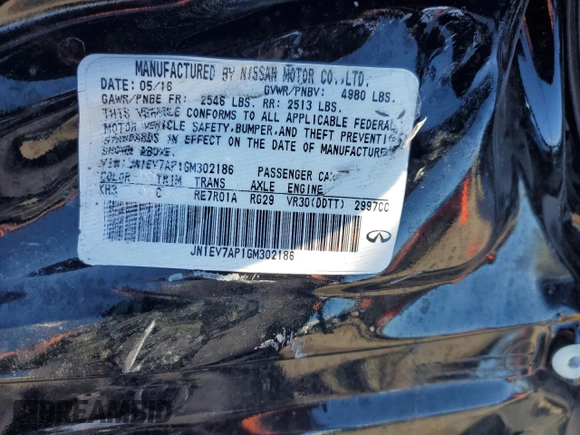 MANUFACTURED BY NISSAN MOTOR CO.,LTD.
DATE: 05/16 GVWR/PNBV: 4980 LBS.
GAWR/PNBE FR: 2546 LBS. RR: 2513 LBS.
THIS VEHICLE CONFORMS TO ALL APPLICABLE FEDERAL
MOTOR VEHICLE SAFETY, BUMPER, AND THEFT PREVENTI
STANDARDS IN EFFECT ON THE DATE OF MANUFACTURE
SHOWN ABOVE.
VIN: JN1EV7AP1GM302186 PASSENGER CA
COLOR TRIM TRANS AXLE ENGINE
KH3 C RE7R01A RG29 VR30(DDTT) 2997CC
JN1EV7AP1GM302186
DREAMBID